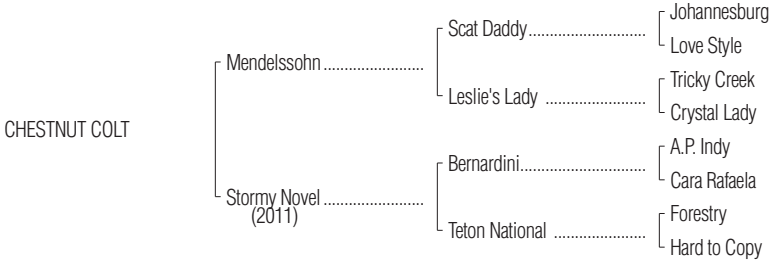 Johannesburg
Scat Daddy..............................
Love Style
Mendelssohn .........................
Tricky Creek
Leslie's Lady .........................
Crystal Lady
CHESTNUT COLT
A.P. Indy
Bernardini...............................
Cara Rafaela
Stormy Novel .........................
(2011)
Forestry
Teton National .......................
Hard to Copy